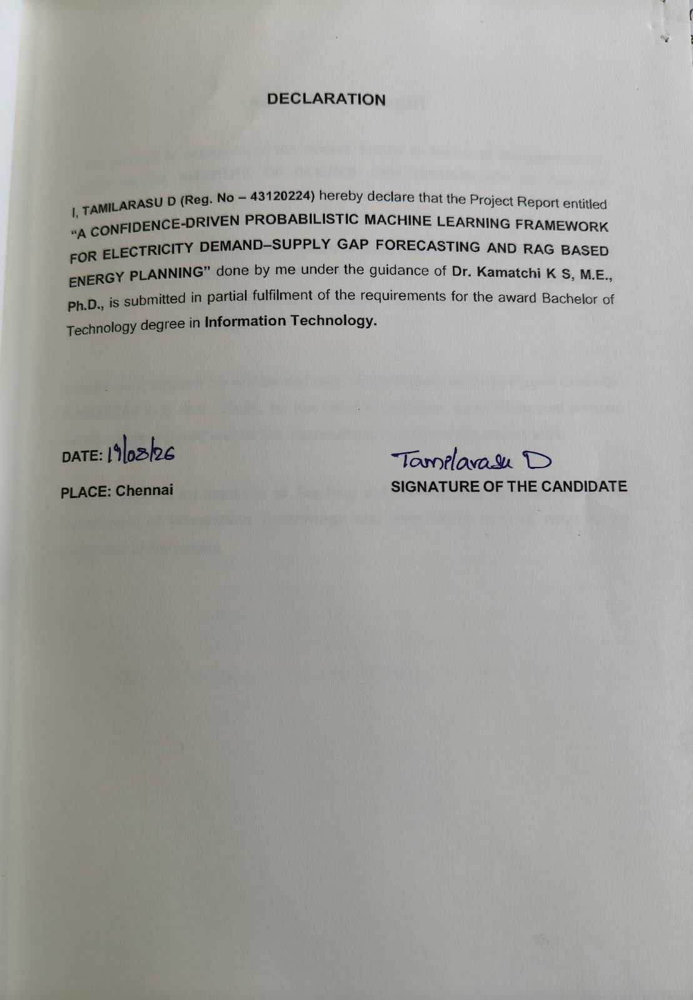 DECLARATION
I, TAMILARASU D (Reg. No – 43120224) hereby declare that the Project Report entitled
“A CONFIDENCE-DRIVEN PROBABILISTIC MACHINE LEARNING FRAMEWORK
FOR ELECTRICITY DEMAND–SUPPLY GAP FORECASTING AND RAG BASED
ENERGY PLANNING” done by me under the guidance of Dr. Kamatchi K S, M.E.,
Ph.D., is submitted in partial fulfilment of the requirements for the award Bachelor of
Technology degree in Information Technology.
DATE: 19/03/26
Tamilarasu D
PLACE: Chennai
SIGNATURE OF THE CANDIDATE